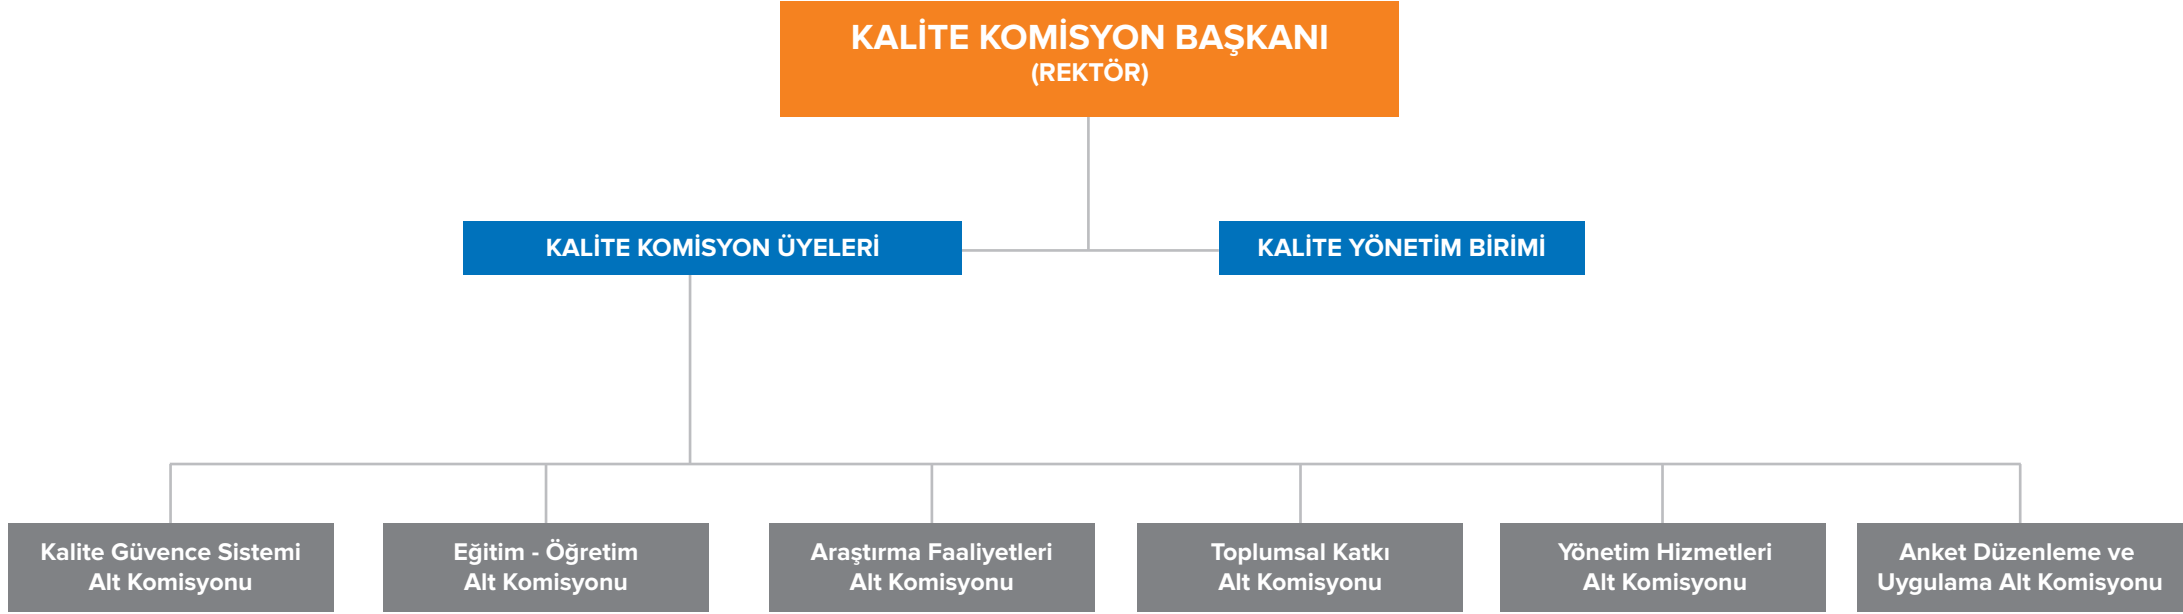 KALİTE KOMİSYON BAŞKANI
(REKTÖR)
KALİTE KOMİSYON ÜYELERİ
KALİTE YÖNETİM BİRİMİ
Kalite Güvence Sistemi
Alt Komisyonu
Eğitim - Öğretim
Alt Komisyonu
Araştırma Faaliyetleri
Alt Komisyonu
Toplumsal Katkı
Alt Komisyonu
Yönetim Hizmetleri
Alt Komisyonu
Anket Düzenleme ve
Uygulama Alt Komisyonu